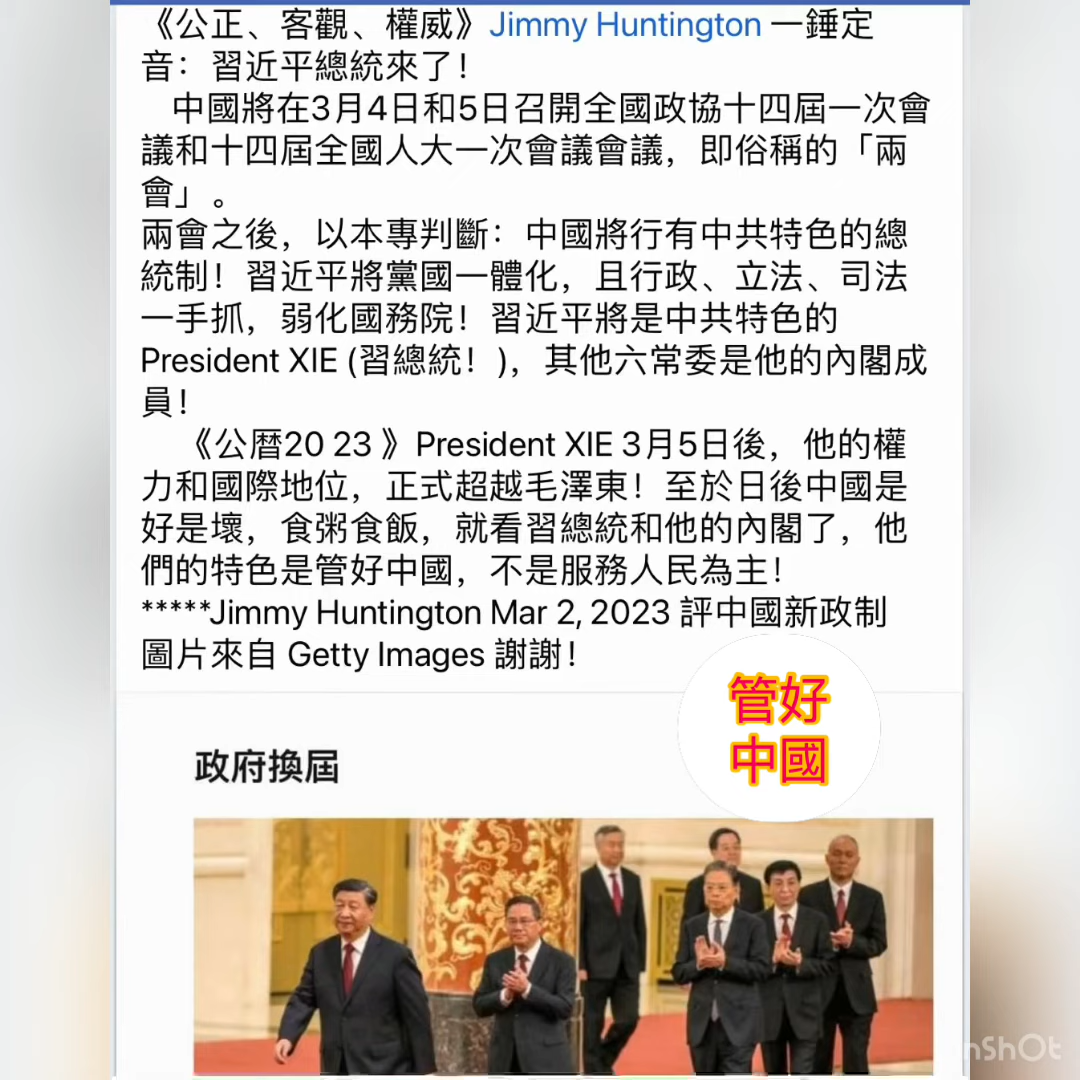 《公正、客觀、權威》Jimmy Huntington 一錘定
音：習近平總統來了！
中國將在3月4日和5日召開全國政協十四屆一次會
議和十四屆全國人大一次會議會議，即俗稱的「兩
會」。
兩會之後，以本專判斷：中國將行有中共特色的總
統制！習近平將黨國一體化，且行政、立法、司法
一手抓，弱化國務院！習近平將是中共特色的
President XIE (習總統！)，其他六常委是他的內閣成
員！
《公曆20 23 》President XIE 3月5日後，他的權
力和國際地位，正式超越毛澤東！至於日後中國是
好是壞，食粥食飯，就看習總統和他的內閣了，他
們的特色是管好中國，不是服務人民為主！
*****Jimmy Huntington Mar 2, 2023 評中國新政制
圖片來自 Getty Images 謝謝！
管好
中國
政府換屆
nShOt